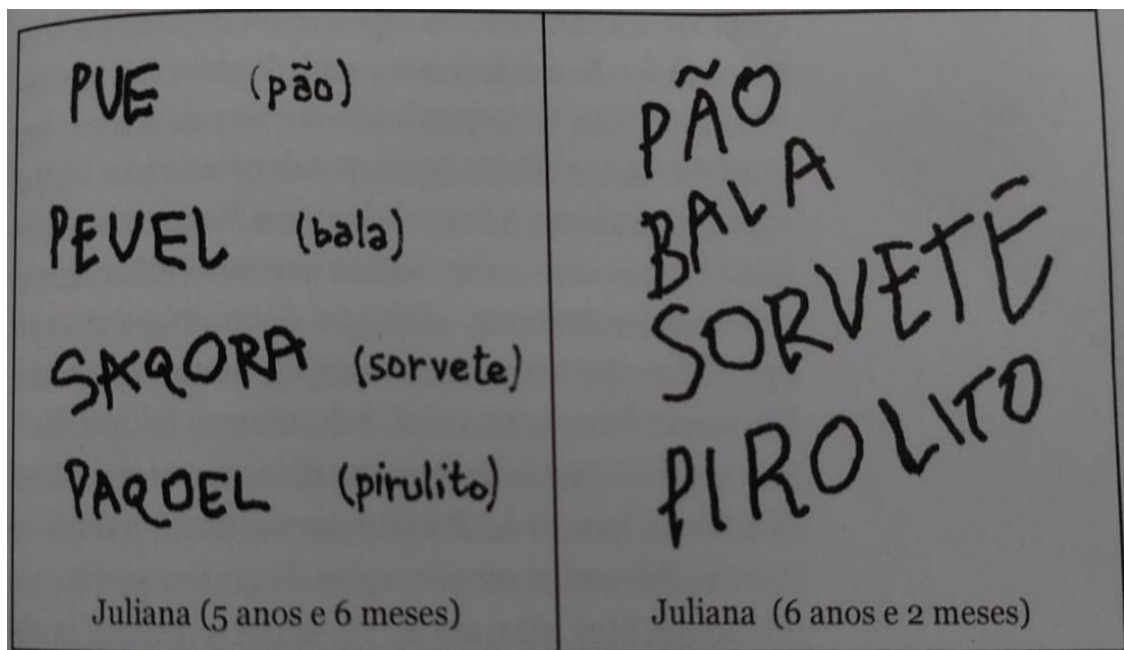 PUE (pão)
PEVEL (bala)
SAQORA (sorvete)
PAQOEL (pirulito)
Juliana (5 anos e 6 meses)
PÃO
BALA
SORVETE
PIROLITO
Juliana (6 anos e 2 meses)